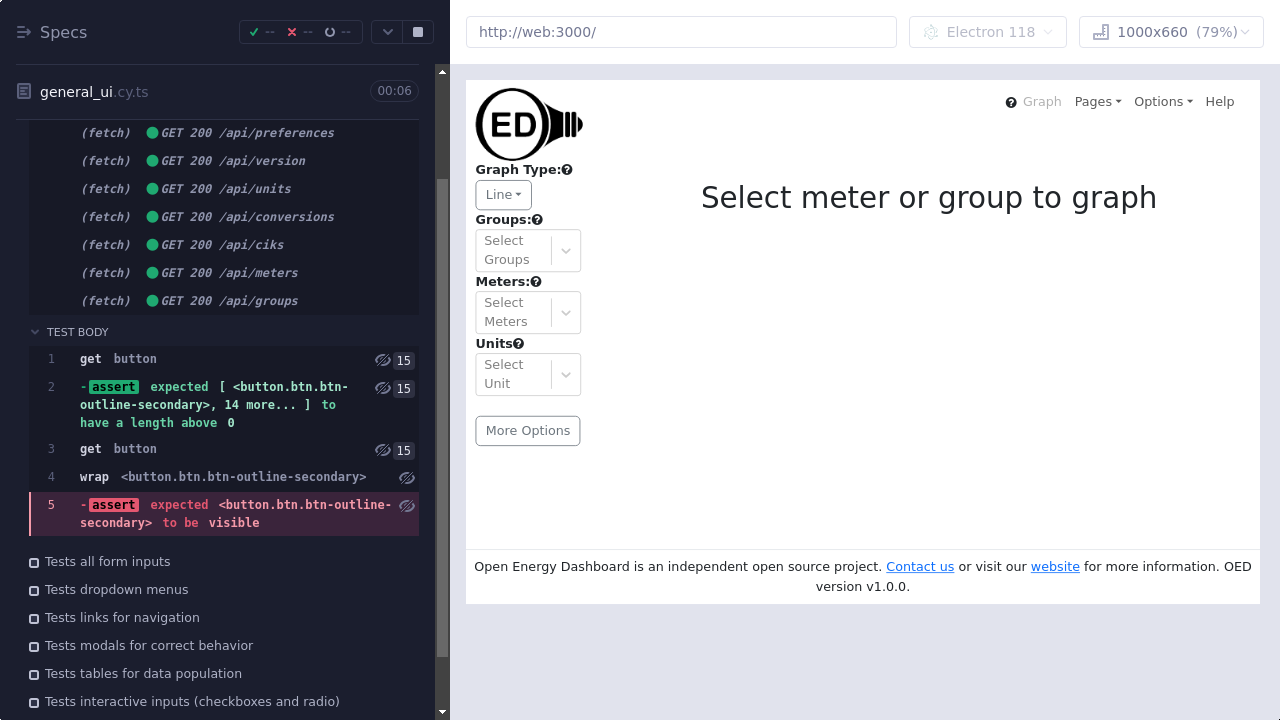 Specs
--
--
--
http://web:3000/
Electron 118
1000x660 (79%)
general_ui.cy.ts
00:06
(fetch) GET 200 /api/preferences
(fetch) GET 200 /api/version
(fetch) GET 200 /api/units
(fetch) GET 200 /api/conversions
(fetch) GET 200 /api/ciks
(fetch) GET 200 /api/meters
(fetch) GET 200 /api/groups
TEST BODY
1 get button 15
2 -assert expected [ <button.btn.btn- 15
outline-secondary>, 14 more... ] to
have a length above 0
3 get button 15
4 wrap <button.btn.btn-outline-secondary>
5 -assert expected <button.btn.btn-outline-
secondary> to be visible
Tests all form inputs
Tests dropdown menus
Tests links for navigation
Tests modals for correct behavior
Tests tables for data population
Tests interactive inputs (checkboxes and radio)
ED
Graph Pages Options Help
Graph Type:
Line
Groups:
Select
Groups
Meters:
Select
Meters
Units
Select
Unit
More Options
Select meter or group to graph
Open Energy Dashboard is an independent open source project. Contact us or visit our website for more information. OED
version v1.0.0.